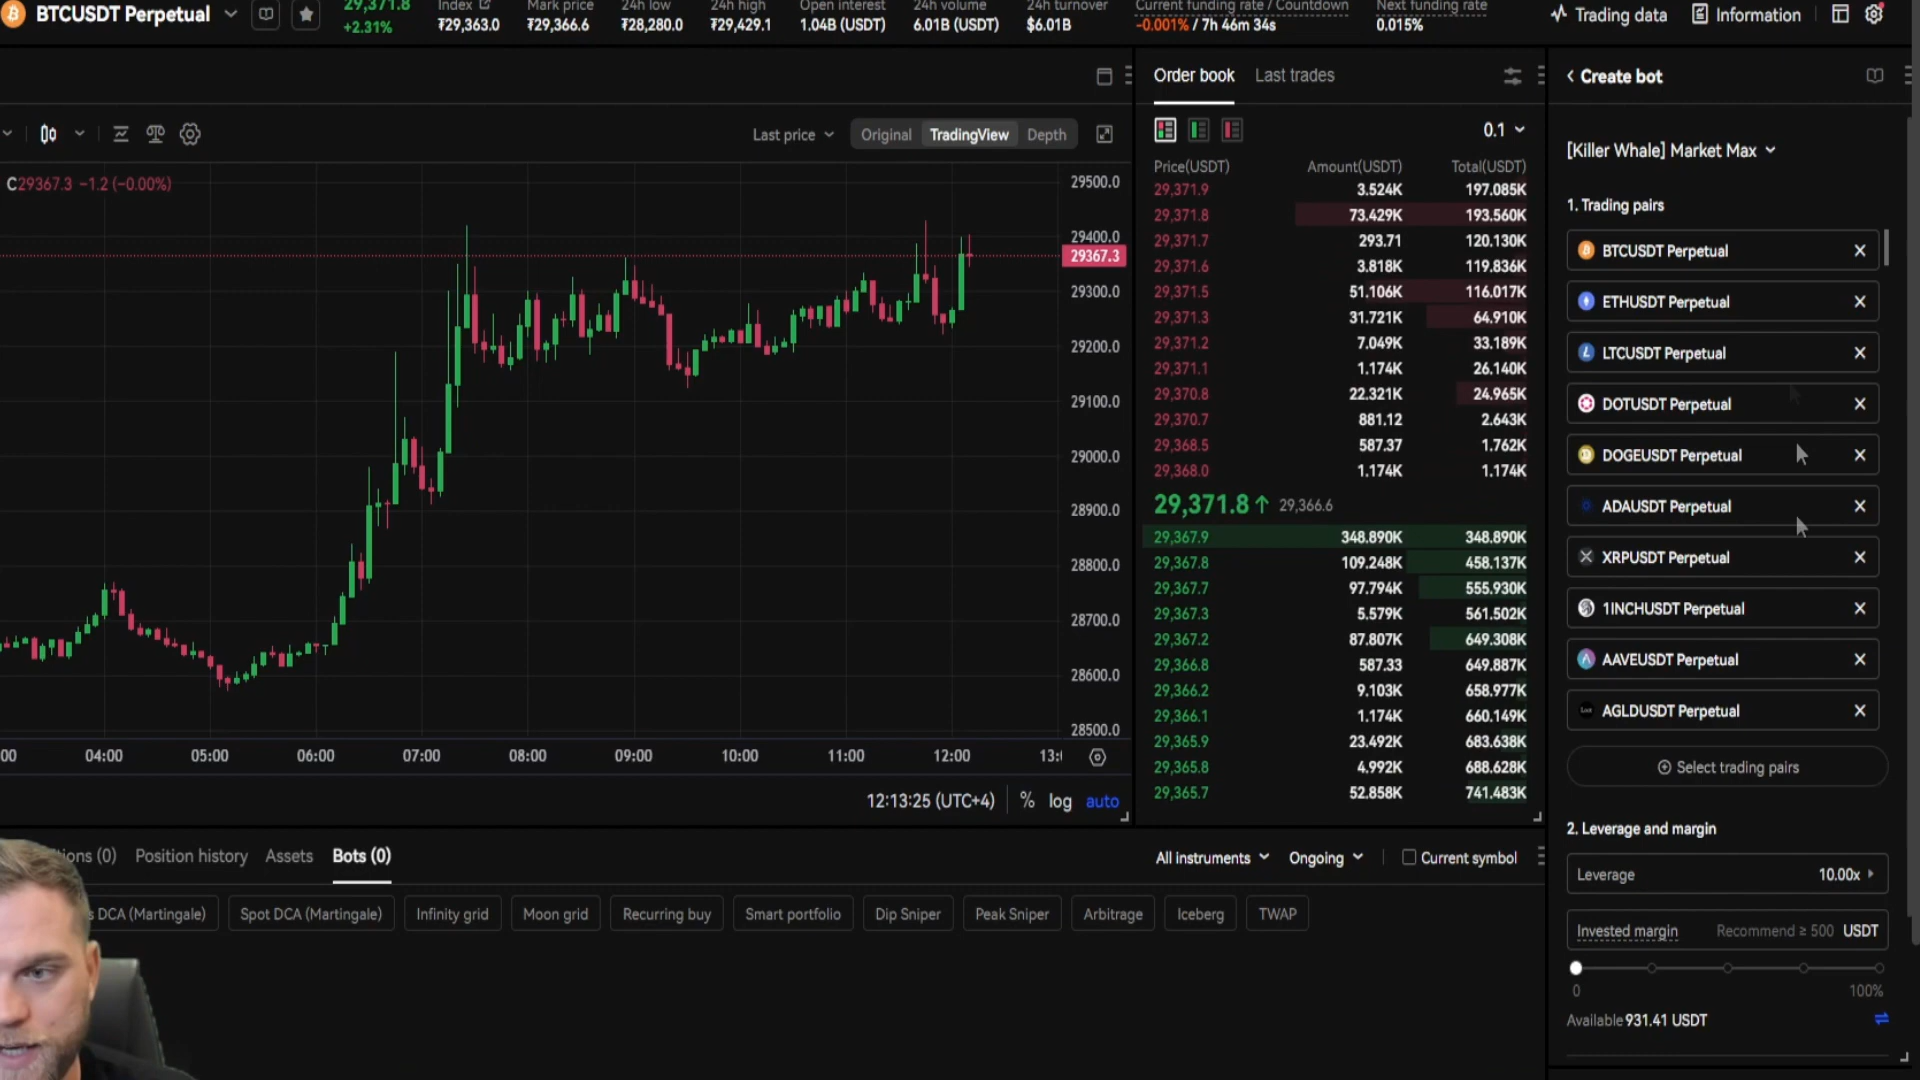 BTCUSDT Perpetual
29,371.8
+2.31%
Index
₮29,363.0
Mark price
₮29,366.6
24h low
₮28,280.0
24h high
₮29,429.1
Open interest
1.04B (USDT)
24h volume
6.01B (USDT)
24h turnover
$6.01B
Current funding rate / Countdown
-0.001% / 7h 46m 34s
Next funding rate
0.015%
Trading data
Information
Last price
Original TradingView Depth
C29367.3 −1.2 (−0.00%)
29500.0
29400.0
29367.3
29300.0
29200.0
29100.0
29000.0
28900.0
28800.0
28700.0
28600.0
28500.0
:00 04:00 05:00 06:00 07:00 08:00 09:00 10:00 11:00 12:00 13:
12:13:25 (UTC+4) % log auto
Order book Last trades
0.1
Price(USDT) Amount(USDT) Total(USDT)
29,371.9 3.524K 197.085K
29,371.8 73.429K 193.560K
29,371.7 293.71 120.130K
29,371.6 3.818K 119.836K
29,371.5 51.106K 116.017K
29,371.3 31.721K 64.910K
29,371.2 7.049K 33.189K
29,371.1 1.174K 26.140K
29,370.8 22.321K 24.965K
29,370.7 881.12 2.643K
29,368.5 587.37 1.762K
29,368.0 1.174K 1.174K
29,371.8↑ 29,366.6
29,367.9 348.890K 348.890K
29,367.8 109.248K 458.137K
29,367.7 97.794K 555.930K
29,367.3 5.579K 561.502K
29,367.2 87.807K 649.308K
29,366.8 587.33 649.887K
29,366.2 9.103K 658.977K
29,366.1 1.174K 660.149K
29,365.9 23.492K 683.638K
29,365.8 4.992K 688.628K
29,365.7 52.858K 741.483K
Create bot
[Killer Whale] Market Max
1. Trading pairs
BTCUSDT Perpetual
ETHUSDT Perpetual
LTCUSDT Perpetual
DOTUSDT Perpetual
DOGEUSDT Perpetual
ADAUSDT Perpetual
XRPUSDT Perpetual
1INCHUSDT Perpetual
AAVEUSDT Perpetual
AGLDUSDT Perpetual
Select trading pairs
2. Leverage and margin
Leverage 10.00x
Invested margin Recommend ≥ 500 USDT
0 100%
Available 931.41 USDT
tions (0) Position history Assets Bots (0)
All instruments Ongoing Current symbol
s DCA (Martingale) Spot DCA (Martingale) Infinity grid Moon grid Recurring buy Smart portfolio Dip Sniper Peak Sniper Arbitrage Iceberg TWAP